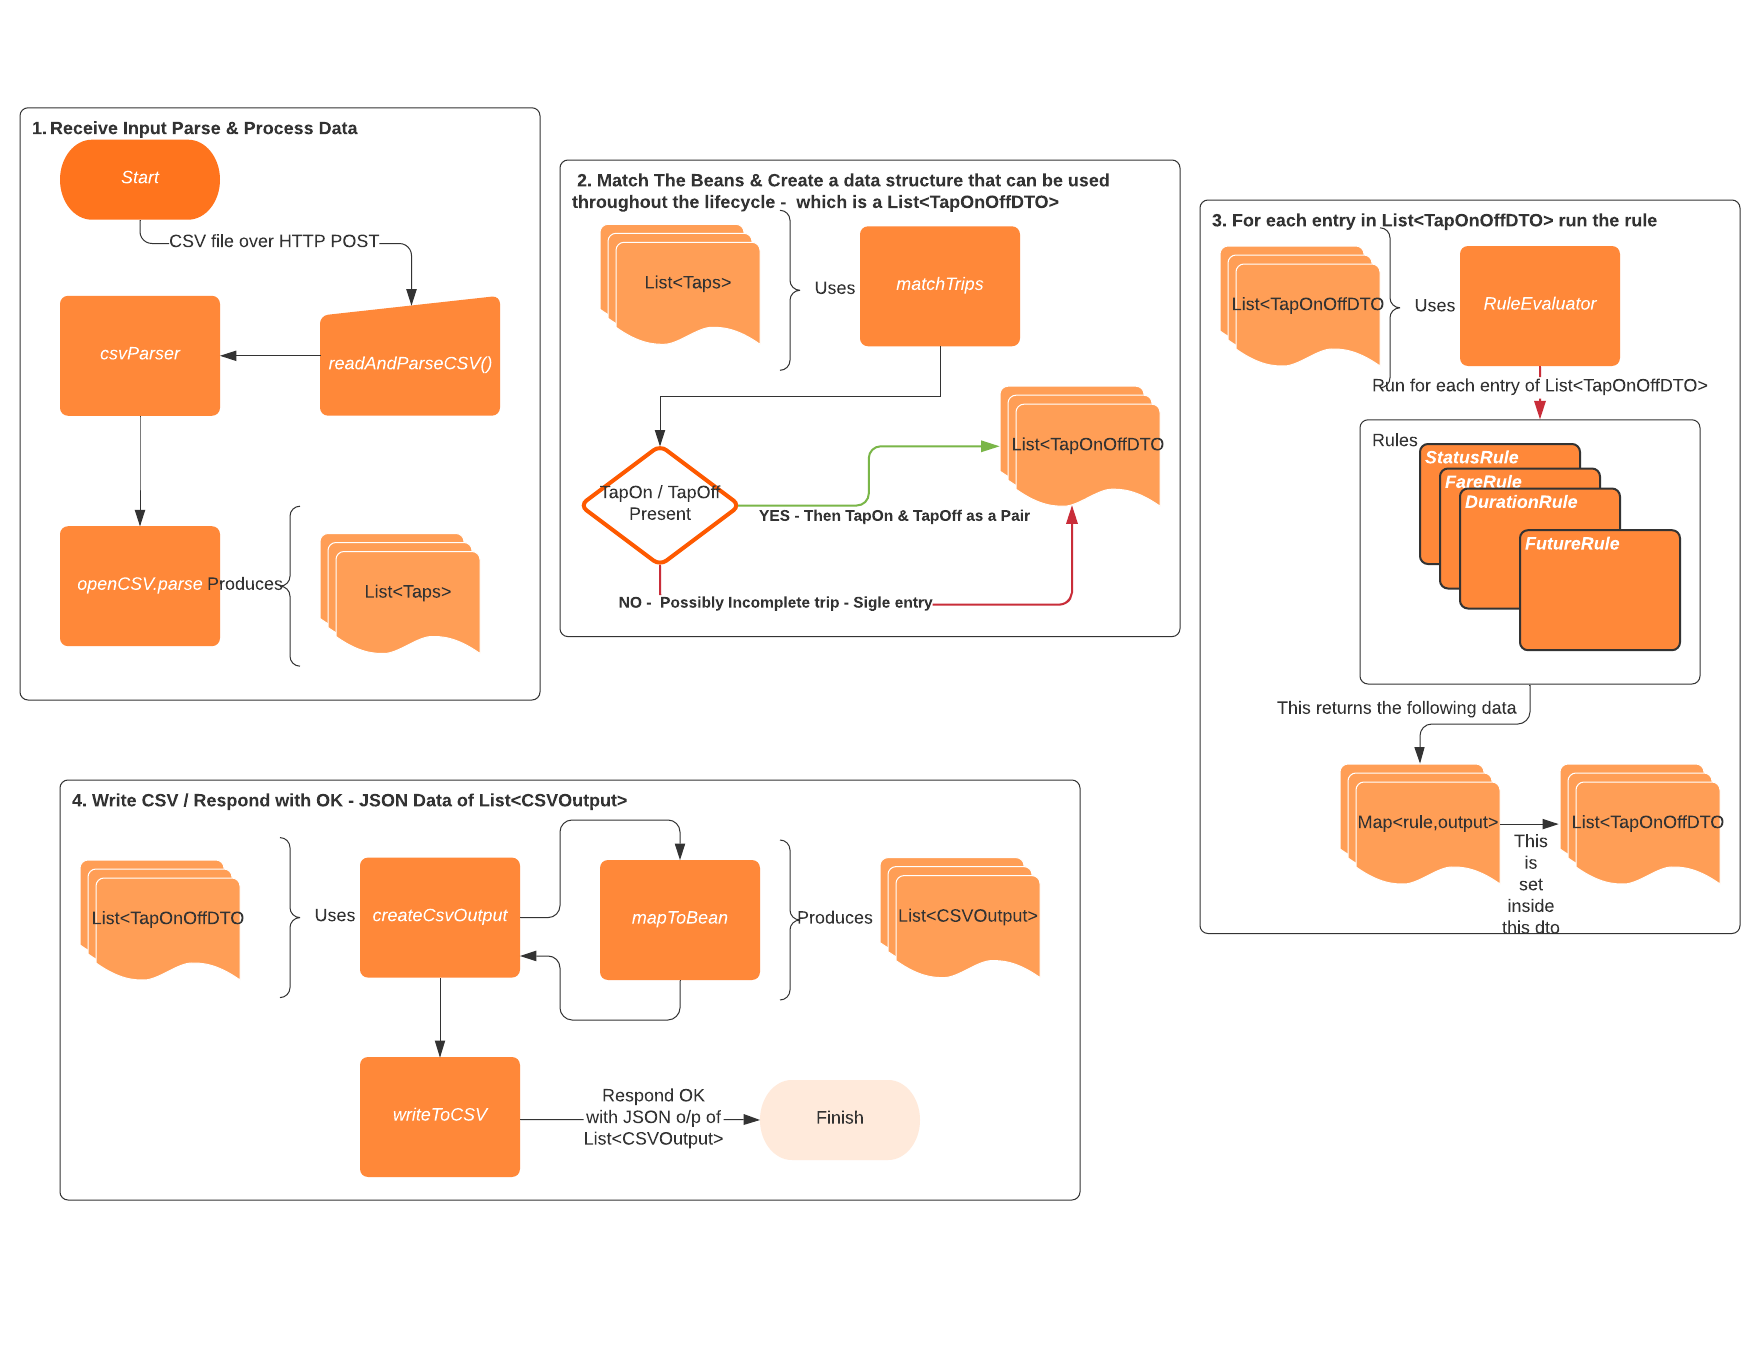 1. Receive Input Parse & Process Data
Start
CSV file over HTTP POST
csvParser
readAndParseCSV()
openCSV.parse
Produces
List<Taps>
2. Match The Beans & Create a data structure that can be used
throughout the lifecycle -  which is a List<TapOnOffDTO>
List<Taps>
Uses
matchTrips
List<TapOnOffDTO
TapOn / TapOff
Present
YES - Then TapOn & TapOff as a Pair
NO -  Possibly Incomplete trip - Sigle entry
3. For each entry in List<TapOnOffDTO> run the rule
List<TapOnOffDTO
Uses
RuleEvaluator
Run for each entry of List<TapOnOffDTO>
Rules
StatusRule
FareRule
DurationRule
FutureRule
This returns the following data
Map<rule,output>
This
is
set
inside
this dto
List<TapOnOffDTO
4. Write CSV / Respond with OK - JSON Data of List<CSVOutput>
List<TapOnOffDTO
Uses
createCsvOutput
mapToBean
Produces
List<CSVOutput>
writeToCSV
Respond OK
with JSON o/p of
List<CSVOutput>
Finish